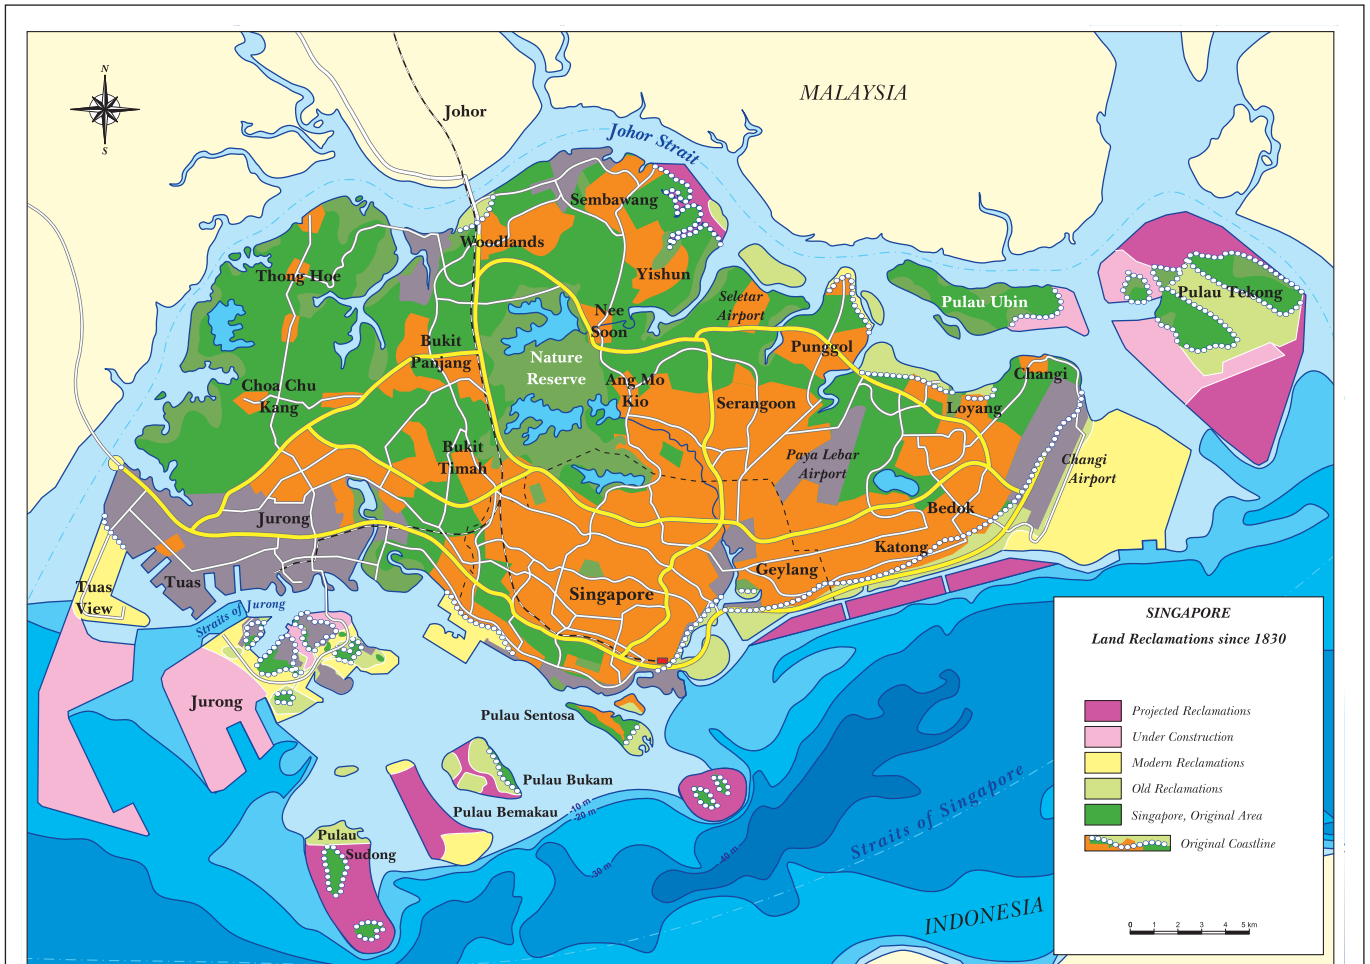 N
S
Johor
MALAYSIA
Johor Strait
Sembawang
Woodlands
Yishun
Thong Hoe
Seletar
Airport
Nee
Soon
Pulau Ubin
Pulau Tekong
Bukit
Panjang
Nature
Reserve
Punggol
Changi
Choa Chu
Kang
Ang Mo
Kio
Serangoon
Loyang
Bukit
Timah
Paya Lebar
Airport
Changi
Airport
Jurong
Bedok
Katong
Tuas
Tuas
View
Geylang
Singapore
Straits of Jurong
Jurong
Pulau Sentosa
Pulau Bukam
Pulau Bemakau
-10 m
-20 m
-30 m
-40 m
Pulau
Sudong
Straits of Singapore
INDONESIA
SINGAPORE
Land Reclamations since 1830
Projected Reclamations
Under Construction
Modern Reclamations
Old Reclamations
Singapore, Original Area
Original Coastline
0 1 2 3 4 5 km